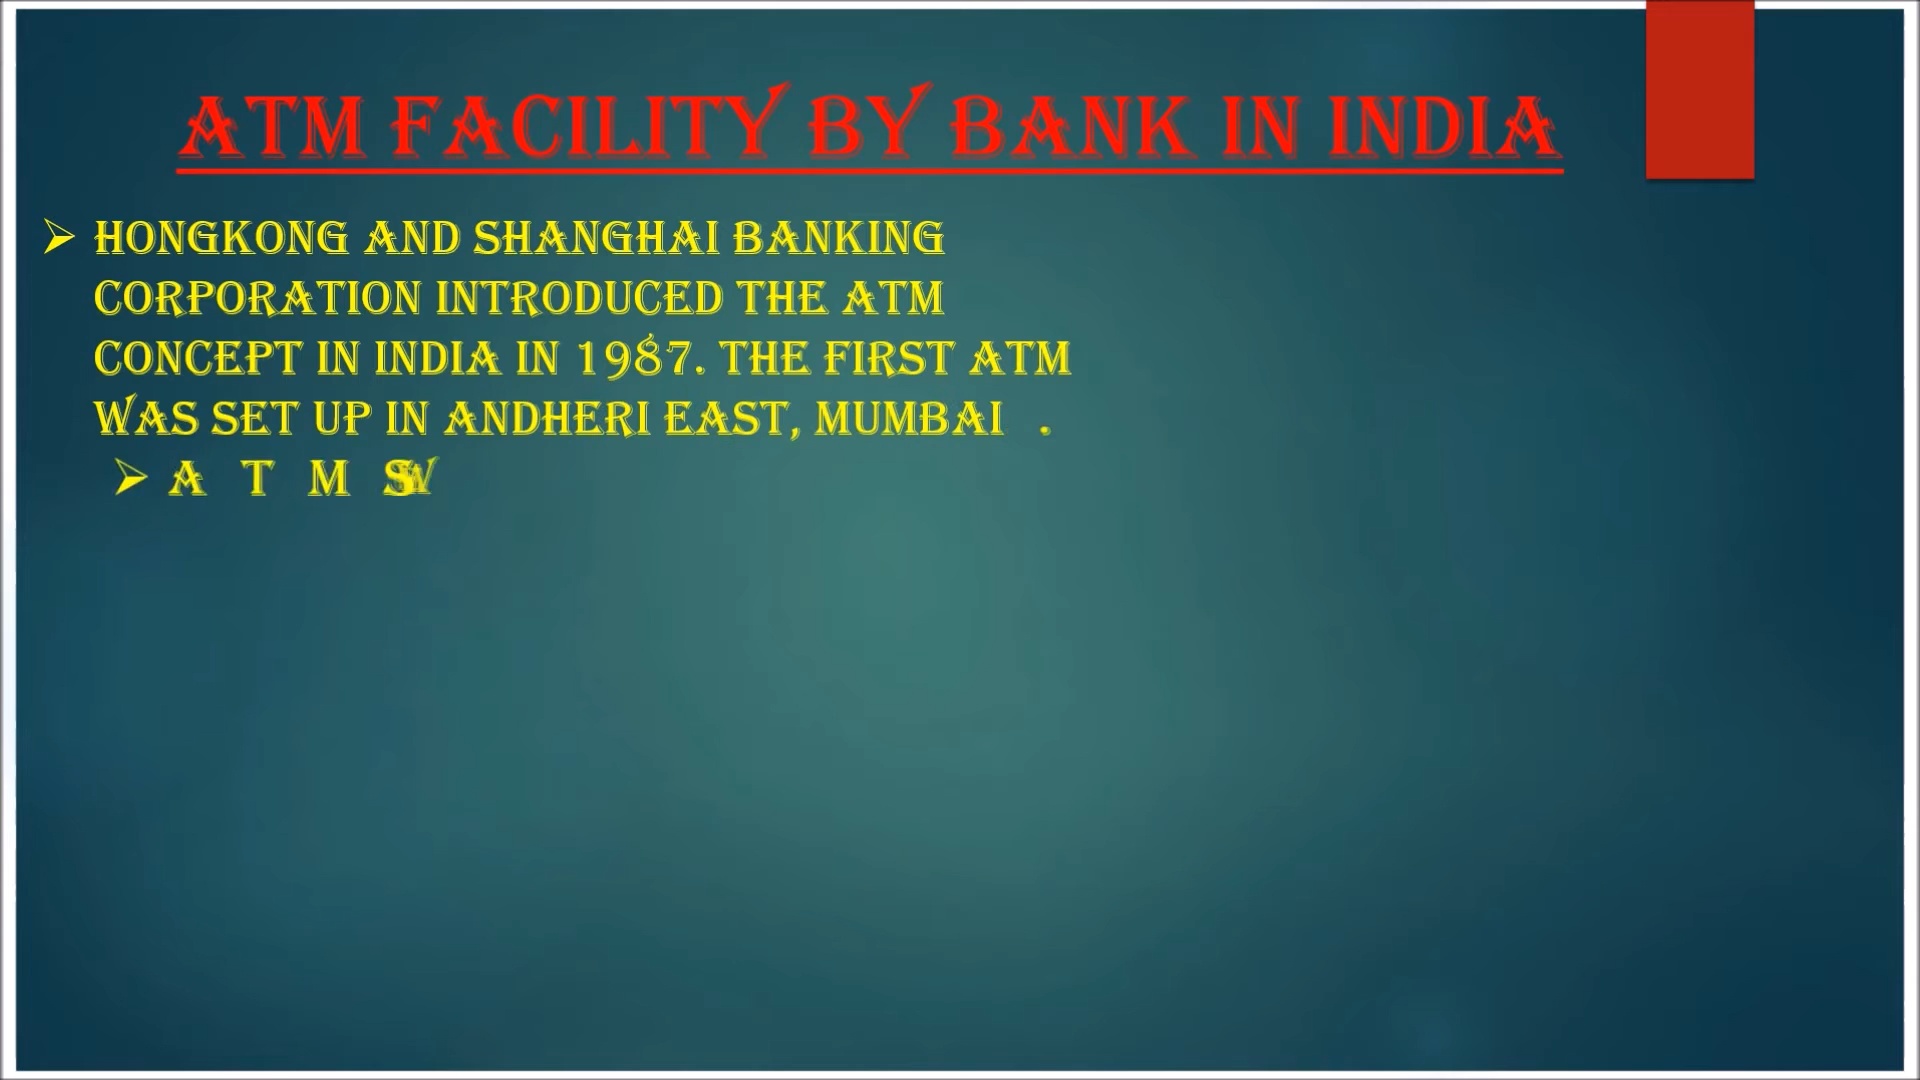 ATM FACILITY BY BANK IN INDIA
HONGKONG AND SHANGHAI BANKING
CORPORATION INTRODUCED THE ATM
CONCEPT IN INDIA IN 1987. THE FIRST ATM
WAS SET UP IN ANDHERI EAST, MUMBAI .
A T M S